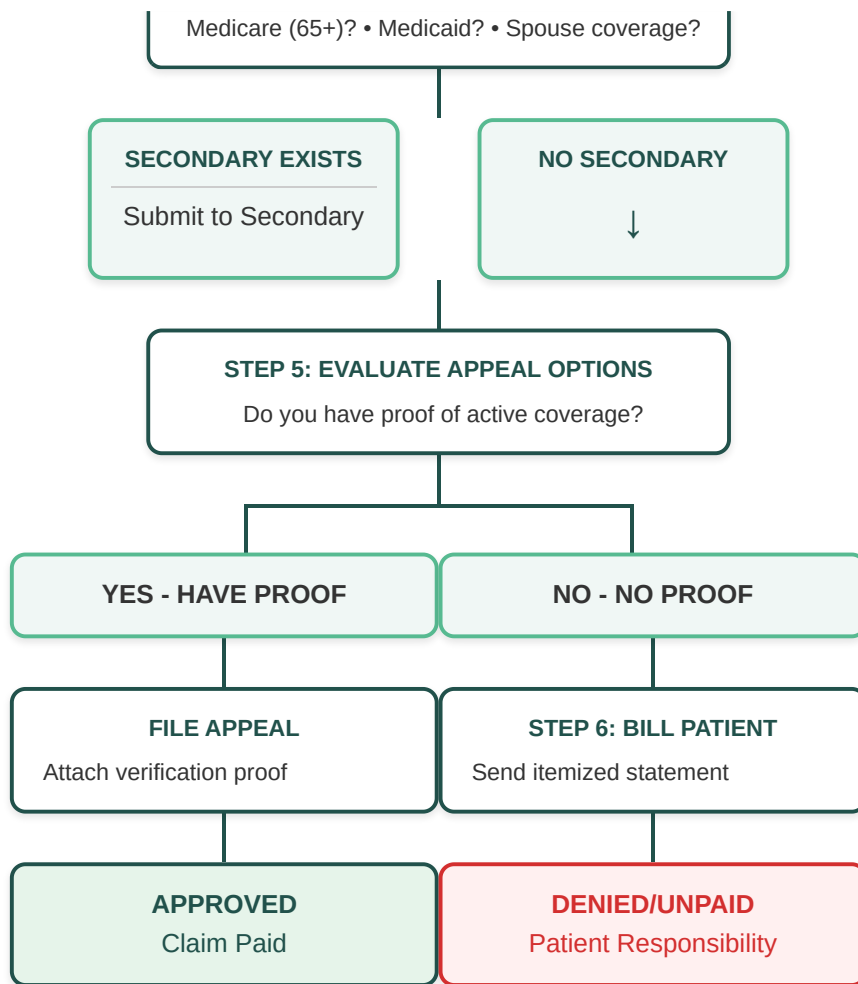 Medicare (65+)? • Medicaid? • Spouse coverage?
SECONDARY EXISTS
Submit to Secondary
NO SECONDARY
↓
STEP 5: EVALUATE APPEAL OPTIONS
Do you have proof of active coverage?
YES - HAVE PROOF
NO - NO PROOF
FILE APPEAL
Attach verification proof
STEP 6: BILL PATIENT
Send itemized statement
APPROVED
Claim Paid
DENIED/UNPAID
Patient Responsibility